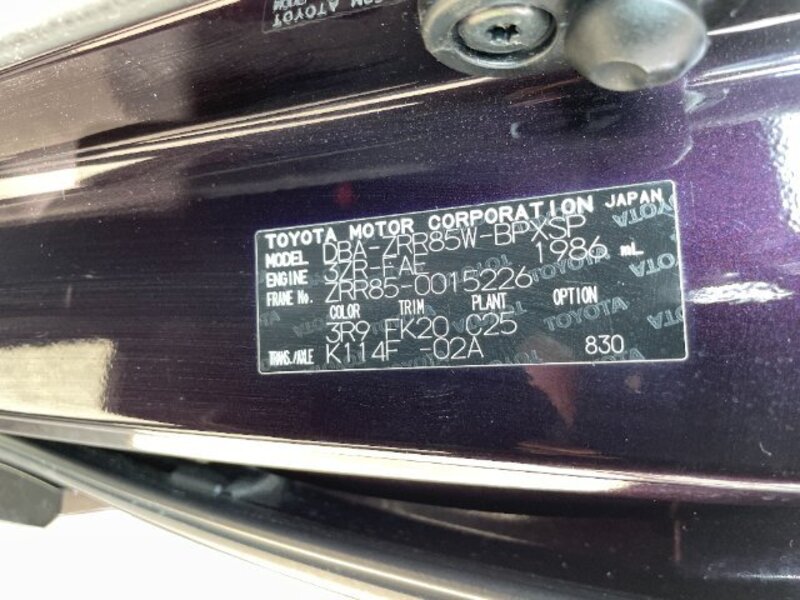 TOYOTA MOTOR CORPORATION JAPAN
MODEL DBA-ZRR85W-BPXSP
ENGINE 3ZR-FAE 1986 mL
FRAME No. ZRR85-0015226
COLOR TRIM PLANT OPTION
3R9 FK20 C25
TRANS./AXLE K114F 02A 830